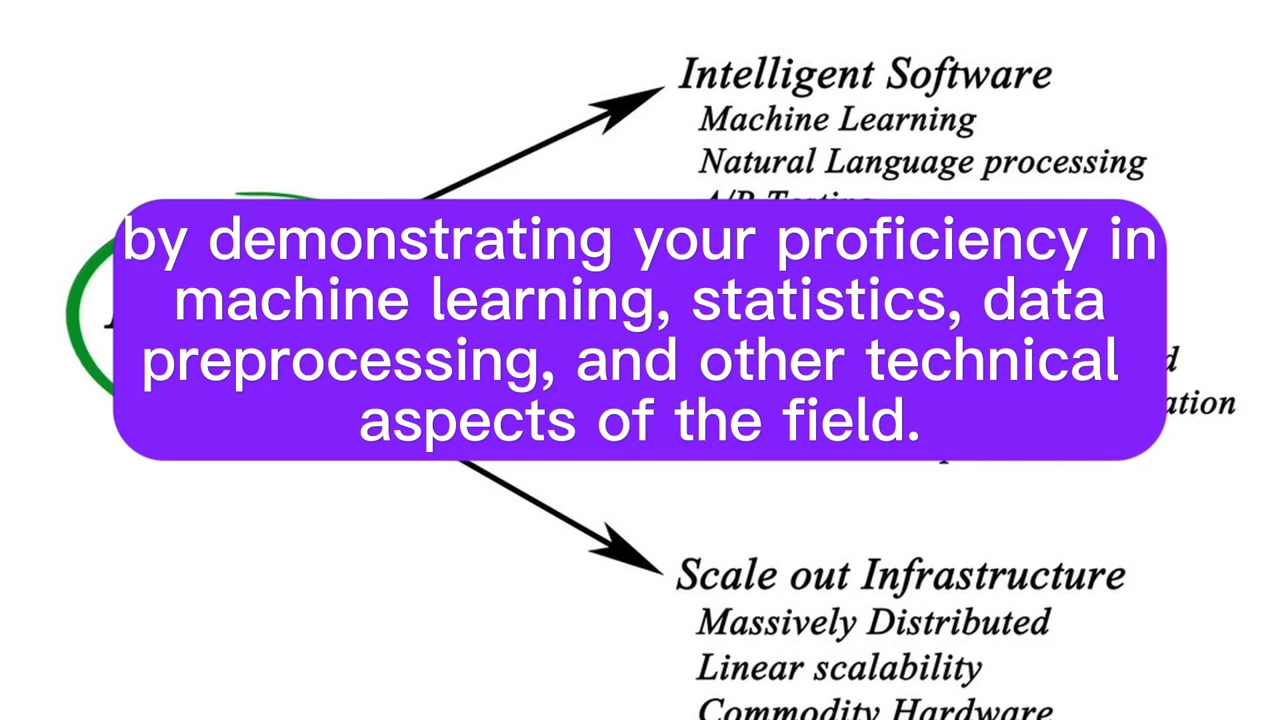 Intelligent Software
Machine Learning
Natural Language processing
by demonstrating your proficiency in
machine learning, statistics, data
preprocessing, and other technical
aspects of the field.
Scale out Infrastructure
Massively Distributed
Linear scalability
Commodity Hardware